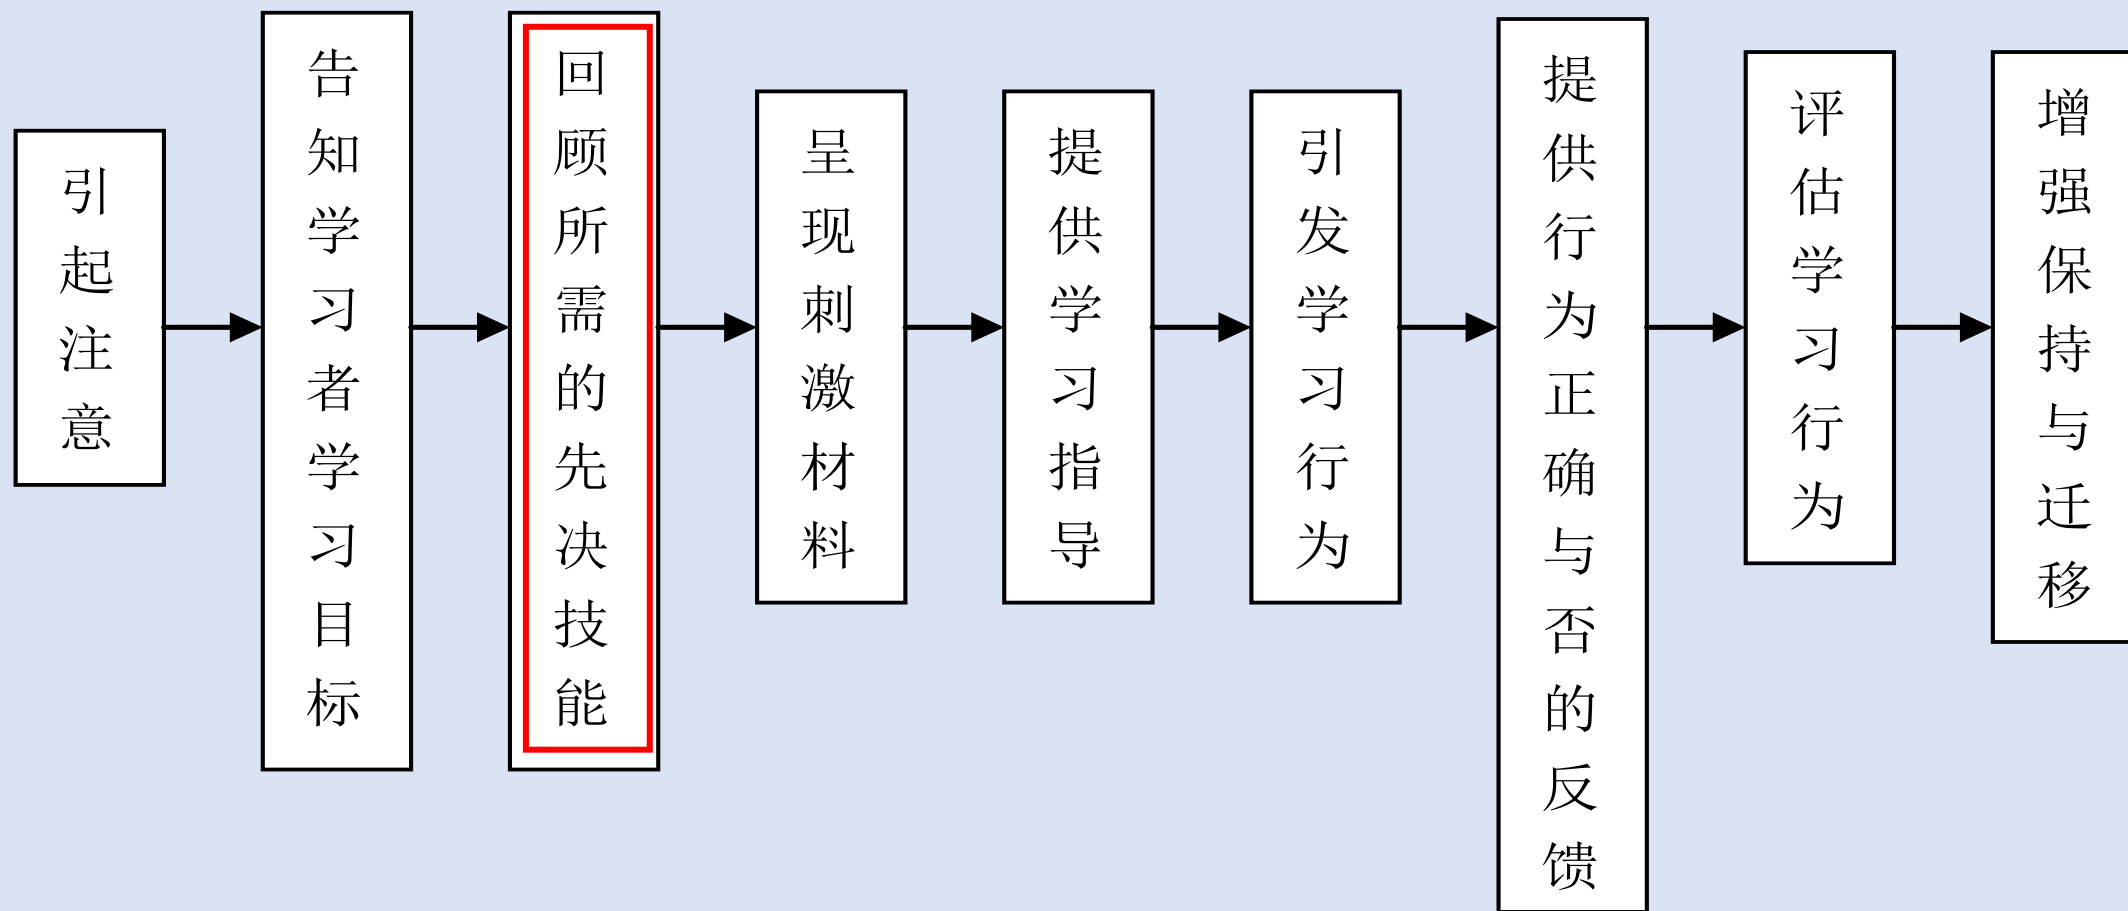 引起注意
告知学习者学习目标
回顾所需的先决技能
呈现刺激材料
提供学习指导
引发学习行为
提供行为正确与否的反馈
评估学习行为
增强保持与迁移